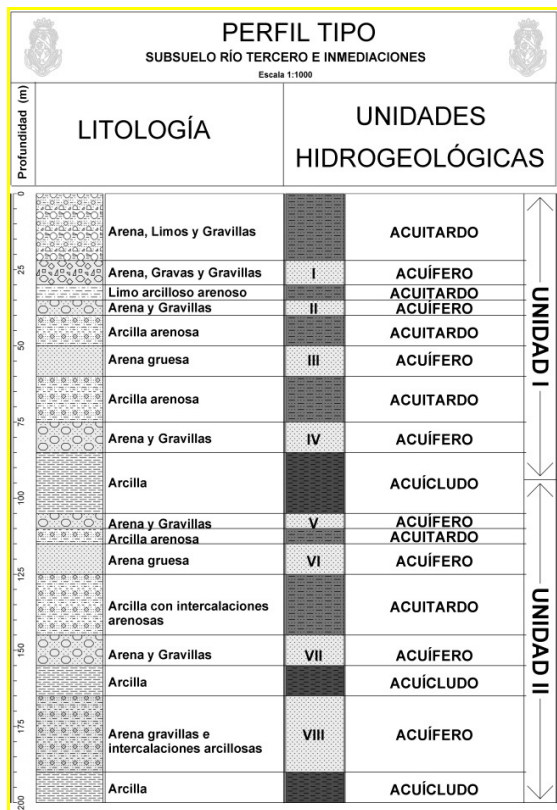 PERFIL TIPO
SUBSUELO RÍO TERCERO E INMEDIACIONES
Escala 1:1000
Profundidad (m)
LITOLOGÍA
UNIDADES
HIDROGEOLÓGICAS
0
Arena, Limos y Gravillas
ACUITARDO
25
Arena, Gravas y Gravillas
I
ACUÍFERO
Limo arcilloso arenoso
ACUITARDO
Arena y Gravillas
II
ACUÍFERO
Arcilla arenosa
ACUITARDO
50
Arena gruesa
III
ACUÍFERO
Arcilla arenosa
ACUITARDO
75
Arena y Gravillas
IV
ACUÍFERO
Arcilla
ACUÍCLUDO
100
UNIDAD I
Arena y Gravillas
V
ACUÍFERO
Arcilla arenosa
ACUITARDO
Arena gruesa
VI
ACUÍFERO
125
Arcilla con intercalaciones
arenosas
ACUITARDO
150
Arena y Gravillas
VII
ACUÍFERO
Arcilla
ACUÍCLUDO
175
Arena gravillas e
intercalaciones arcillosas
VIII
ACUÍFERO
Arcilla
ACUÍCLUDO
200
UNIDAD II